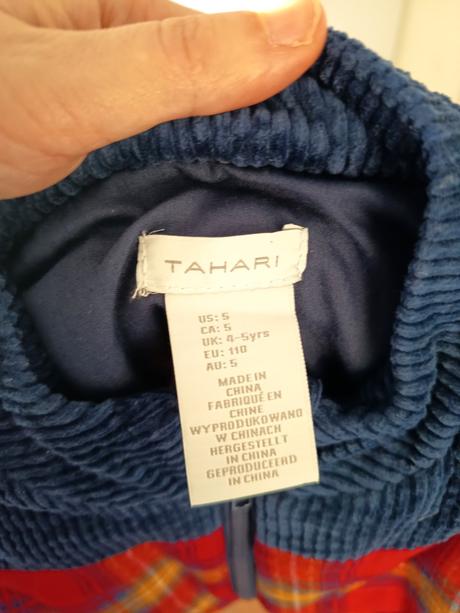 TAHARI
US: 5
CA: 5
UK: 4-5yrs
EU: 110
AU: 5
MADE IN
CHINA
FABRIQUÉ EN
CHINE
WYPRODUKOWANO
W CHINACH
HERGESTELLT
IN CHINA
GEPRODUCEERD
IN CHINA